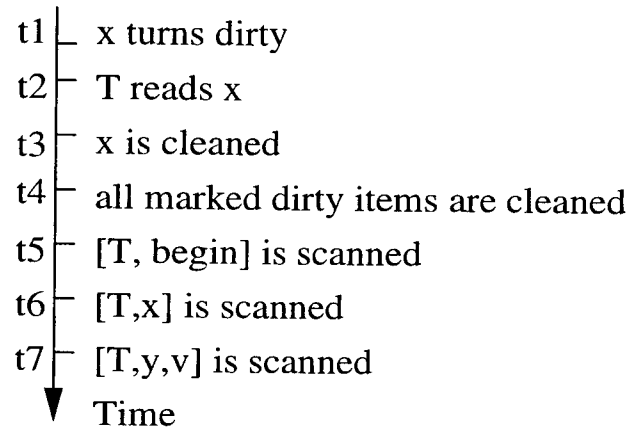 t1 x turns dirty
t2 T reads x
t3 x is cleaned
t4 all marked dirty items are cleaned
t5 [T, begin] is scanned
t6 [T,x] is scanned
t7 [T,y,v] is scanned
Time